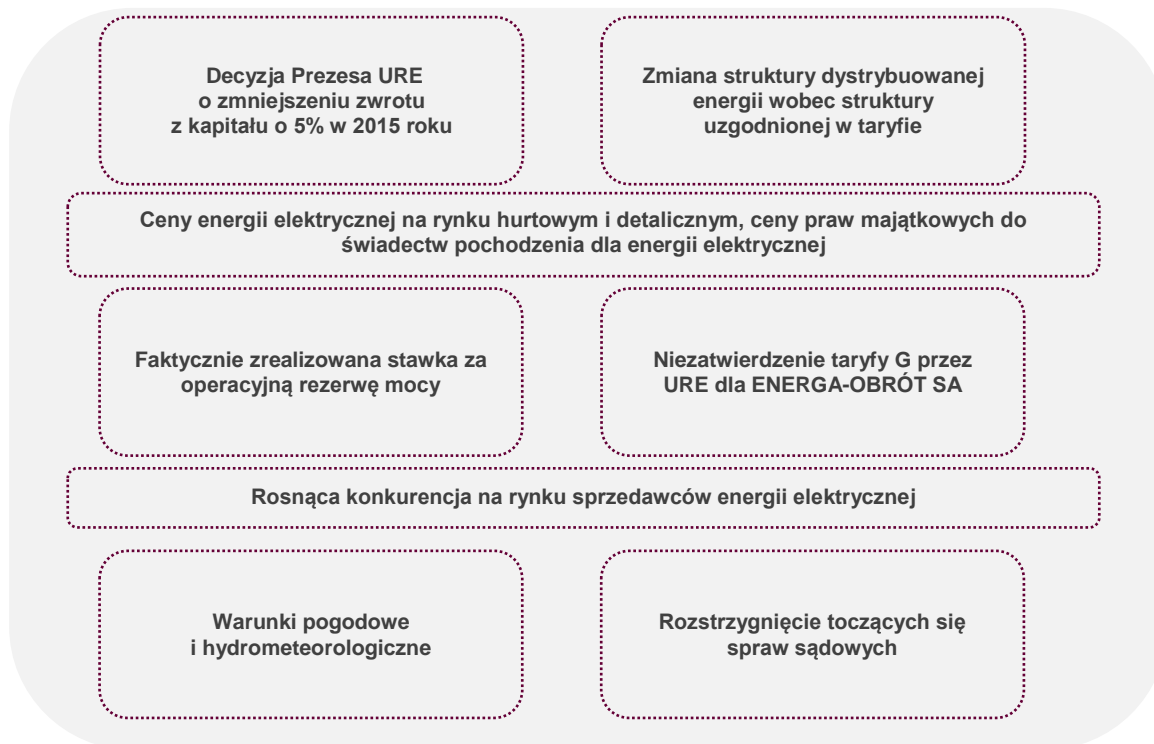 Decyzja Prezesa URE
o zmniejszeniu zwrotu
z kapitału o 5% w 2015 roku
Zmiana struktury dystrybuowanej
energii wobec struktury
uzgodnionej w taryfie
Ceny energii elektrycznej na rynku hurtowym i detalicznym, ceny praw majątkowych do
świadectw pochodzenia dla energii elektrycznej
Faktycznie zrealizowana stawka za
operacyjną rezerwę mocy
Niezatwierdzenie taryfy G przez
URE dla ENERGA-OBRÓT SA
Rosnąca konkurencja na rynku sprzedawców energii elektrycznej
Warunki pogodowe
i hydrometeorologiczne
Rozstrzygnięcie toczących się
spraw sądowych